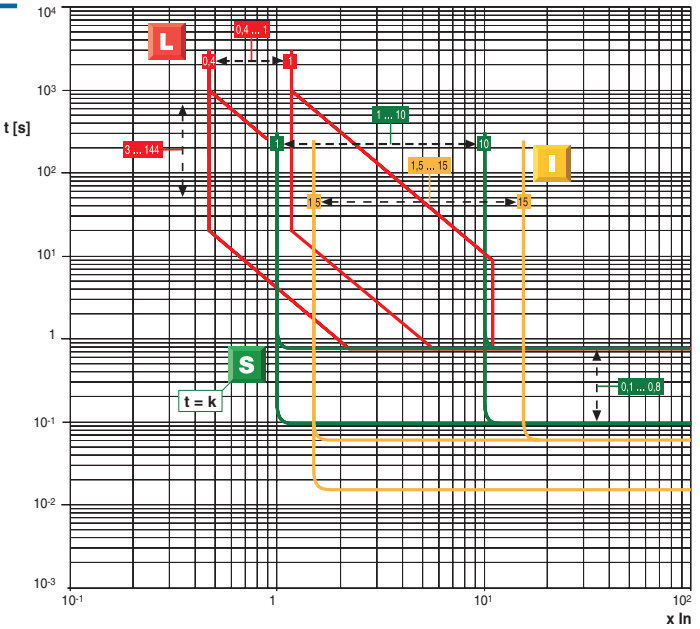 10⁴
L
0,4 ... 1
0,4
1
10³
t [s]
1 ... 10
3 ... 144
1
10
I
10²
1,5 ... 15
1,5
15
10¹
1
S
t = k
0,1 ... 0,8
10⁻¹
10⁻²
10⁻³
10⁻¹
1
10¹
10²
x In